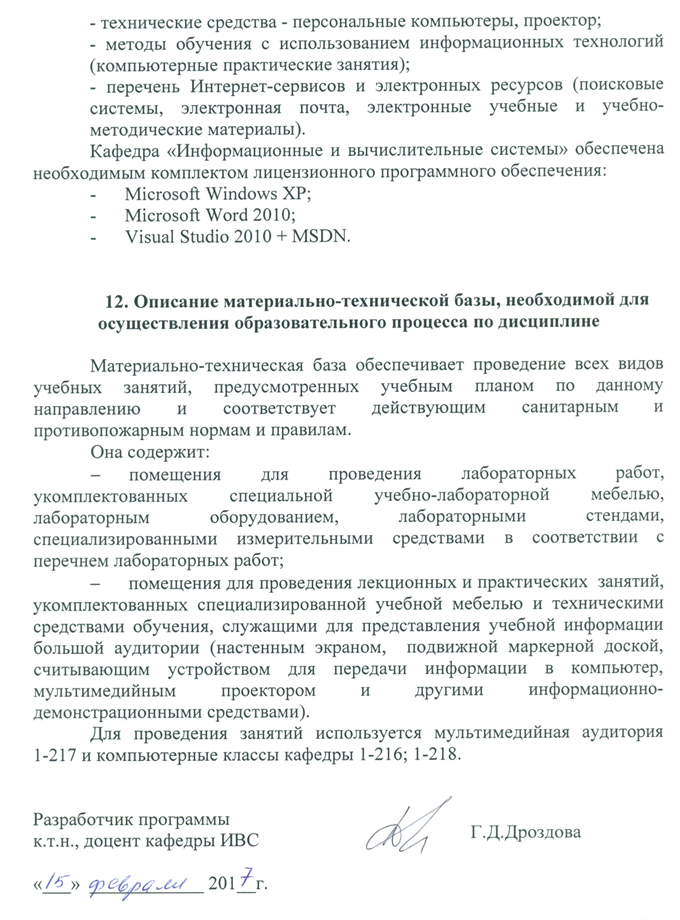 - технические средства - персональные компьютеры, проектор;
- методы обучения с использованием информационных технологий
(компьютерные практические занятия);
- перечень Интернет-сервисов и электронных ресурсов (поисковые
системы, электронная почта, электронные учебные и учебно-
методические материалы).
Кафедра «Информационные и вычислительные системы» обеспечена
необходимым комплектом лицензионного программного обеспечения:
- Microsoft Windows XP;
- Microsoft Word 2010;
- Visual Studio 2010 + MSDN.
12. Описание материально-технической базы, необходимой для
осуществления образовательного процесса по дисциплине
Материально-техническая база обеспечивает проведение всех видов
учебных занятий, предусмотренных учебным планом по данному
направлению и соответствует действующим санитарным и
противопожарным нормам и правилам.
Она содержит:
– помещения для проведения лабораторных работ,
укомплектованных специальной учебно-лабораторной мебелью,
лабораторным оборудованием, лабораторными стендами,
специализированными измерительными средствами в соответствии с
перечнем лабораторных работ;
– помещения для проведения лекционных и практических занятий,
укомплектованных специализированной учебной мебелью и техническими
средствами обучения, служащими для представления учебной информации
большой аудитории (настенным экраном, подвижной маркерной доской,
считывающим устройством для передачи информации в компьютер,
мультимедийным проектором и другими информационно-
демонстрационными средствами).
Для проведения занятий используется мультимедийная аудитория
1-217 и компьютерные классы кафедры 1-216; 1-218.
Разработчик программы
к.т.н., доцент кафедры ИВС Г.Д.Дроздова
«15» февраля 2017 г.